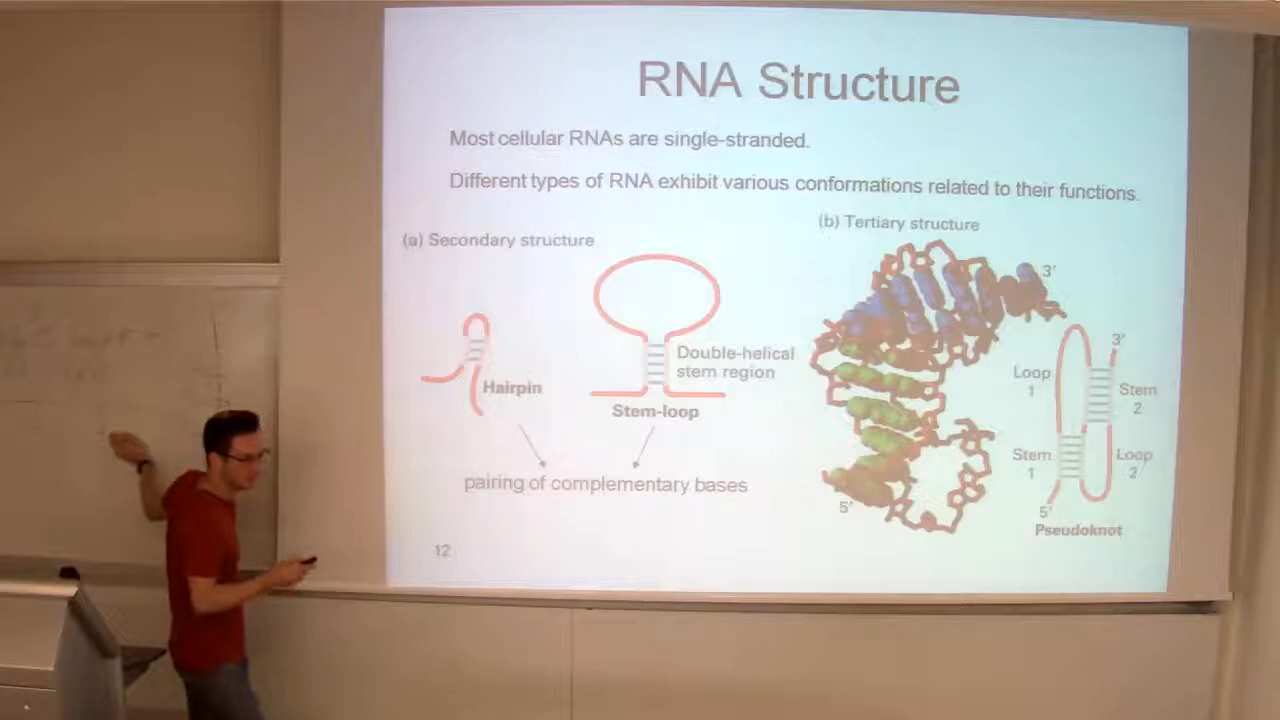 RNA Structure
Most cellular RNAs are single-stranded.
Different types of RNA exhibit various conformations related to their functions.
(a) Secondary structure
Hairpin
Double-helical
stem region
Stem-loop
pairing of complementary bases
(b) Tertiary structure
3'
5'
Loop
1
3'
Stem
2
Stem
1
Loop
2
5'
Pseudoknot
12